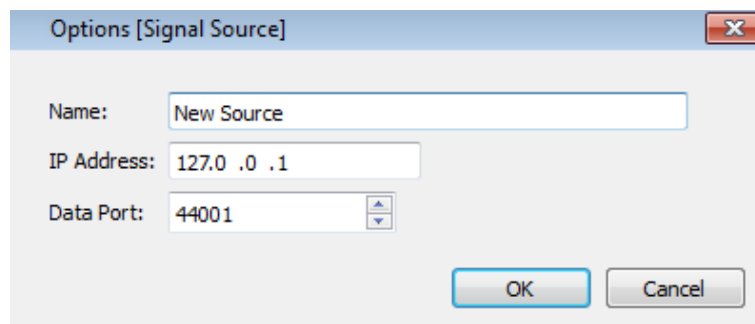 Options [Signal Source]
Name: New Source
IP Address: 127.0 .0 .1
Data Port: 44001
OK Cancel